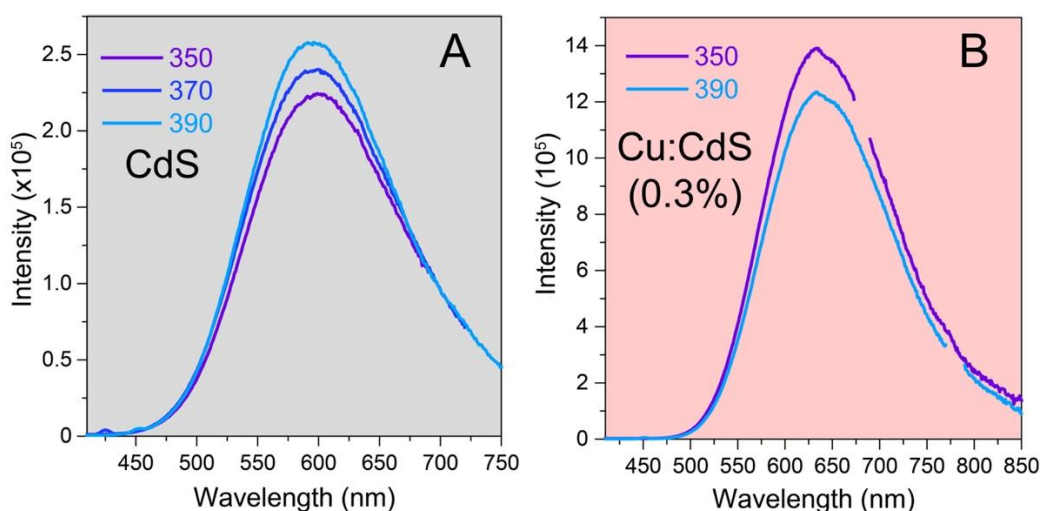 A
350
370
390
CdS
2.5
2.0
1.5
1.0
0.5
0
Intensity (x10⁵)
450 500 550 600 650 700 750
Wavelength (nm)
B
350
390
Cu:CdS
(0.3%)
14
12
10
8
6
4
2
0
Intensity (10⁵)
450 500 550 600 650 700 750 800 850
Wavelength (nm)